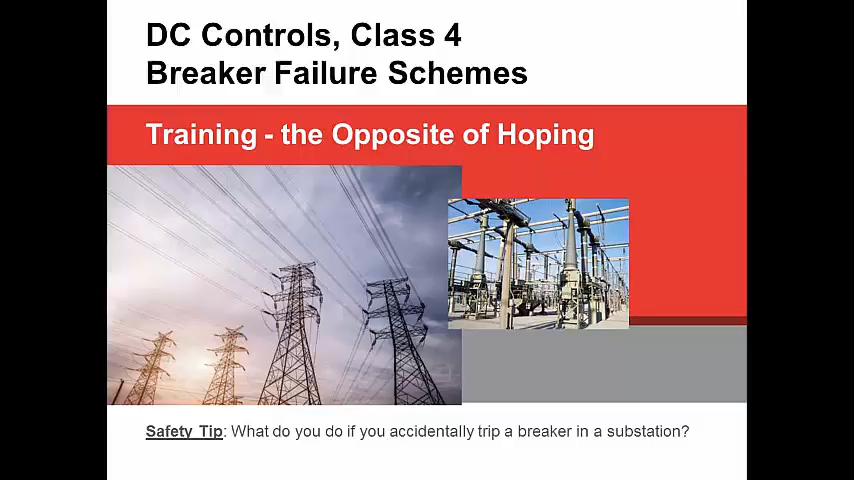 DC Controls, Class 4
Breaker Failure Schemes
Training - the Opposite of Hoping
Safety Tip: What do you do if you accidentally trip a breaker in a substation?